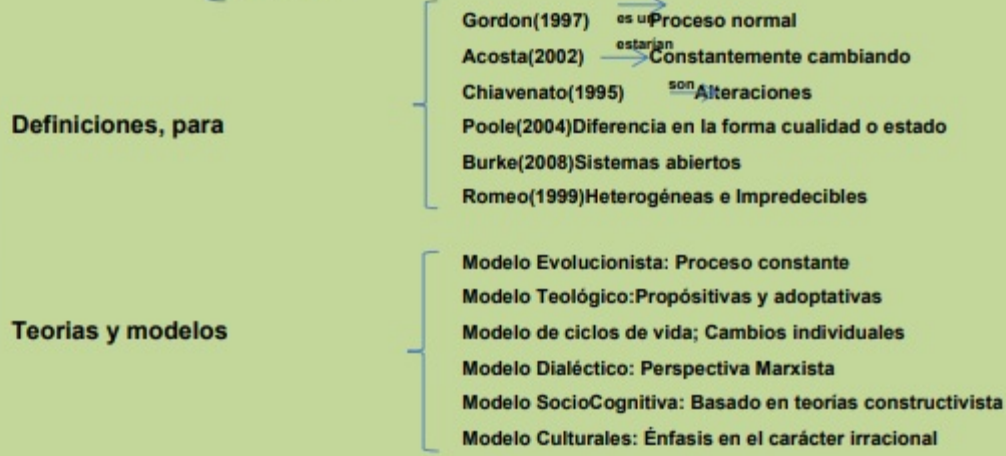 Gordon(1997) es un Proceso normal
Acosta(2002) estarían Constantemente cambiando
Chiavenato(1995) son Alteraciones
Definiciones, para
Poole(2004)Diferencia en la forma cualidad o estado
Burke(2008)Sistemas abiertos
Romeo(1999)Heterogéneas e Impredecibles
Modelo Evolucionista: Proceso constante
Modelo Teológico:Propósitivas y adoptativas
Teorias y modelos
Modelo de ciclos de vida; Cambios individuales
Modelo Dialéctico: Perspectiva Marxista
Modelo SocioCognitiva: Basado en teorías constructivista
Modelo Culturales: Énfasis en el carácter irracional